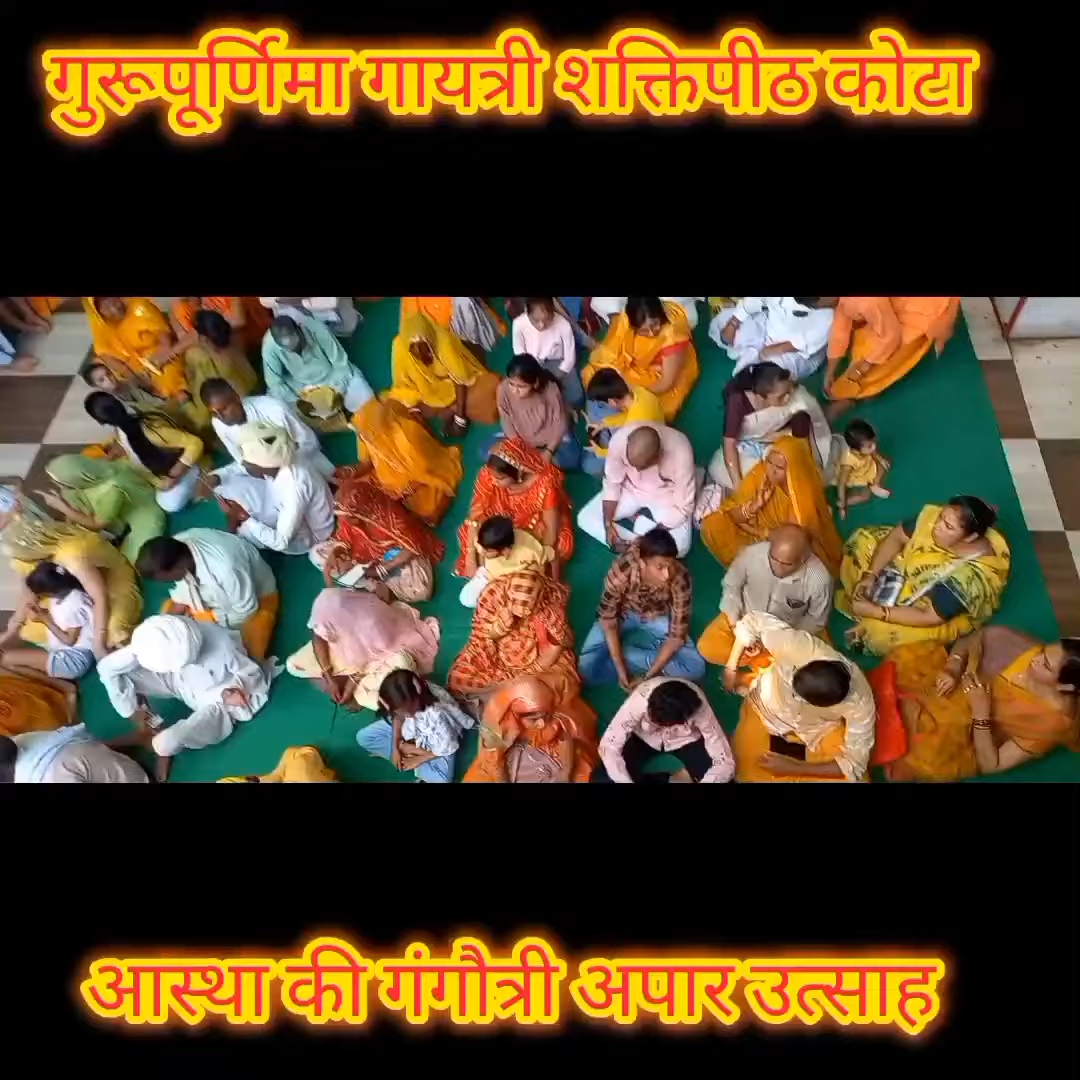 गुरूपूर्णिमा गायत्री शक्तिपीठ कोटा
आस्था की गंगौत्री अपार उत्साह